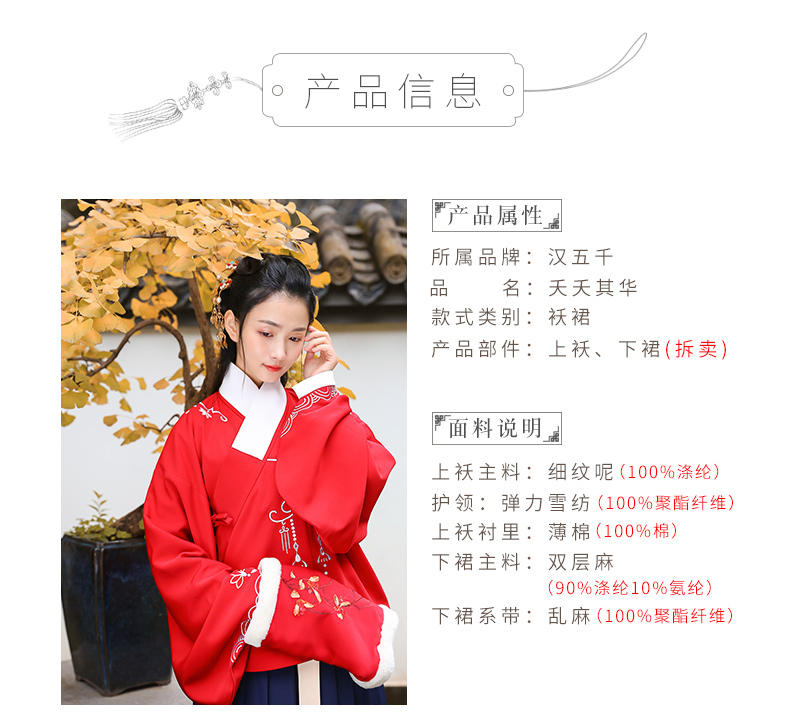 产品信息
产品属性
所属品牌：汉五千
品 名：夭夭其华
款式类别：袄裙
产品部件：上袄、下裙(拆卖)
面料说明
上袄主料：细纹呢(100%涤纶)
护领：弹力雪纺(100%聚酯纤维)
上袄衬里：薄棉(100%棉)
下裙主料：双层麻
(90%涤纶10%氨纶)
下裙系带：乱麻(100%聚酯纤维)